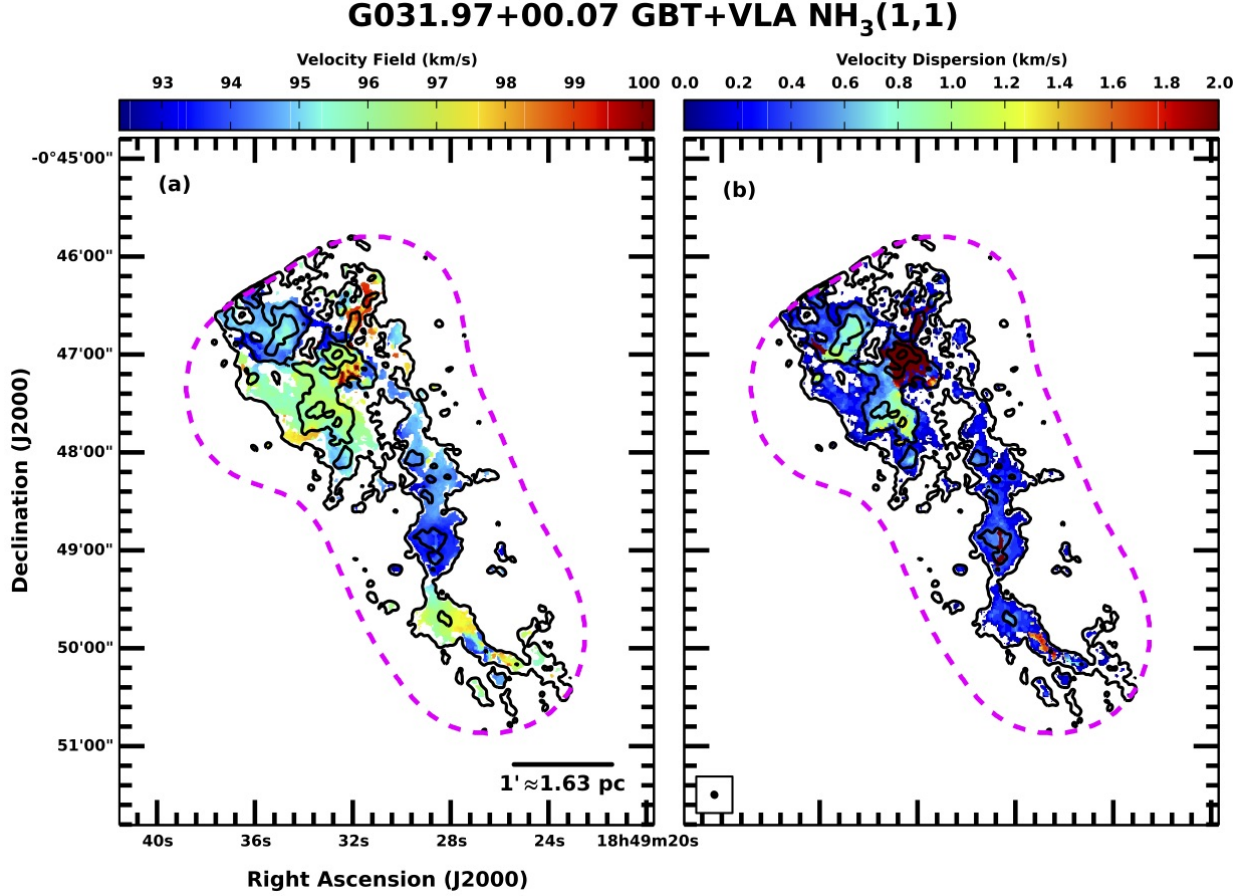 G031.97+00.07 GBT+VLA NH₃(1,1)
Velocity Field (km/s)
93 94 95 96 97 98 99 100
Velocity Dispersion (km/s)
0.0 0.2 0.4 0.6 0.8 1.0 1.2 1.4 1.6 1.8 2.0
(a)
(b)
-0°45'00"
46'00"
47'00"
48'00"
49'00"
50'00"
51'00"
Declination (J2000)
1'≈1.63 pc
40s 36s 32s 28s 24s 18h49m20s
Right Ascension (J2000)